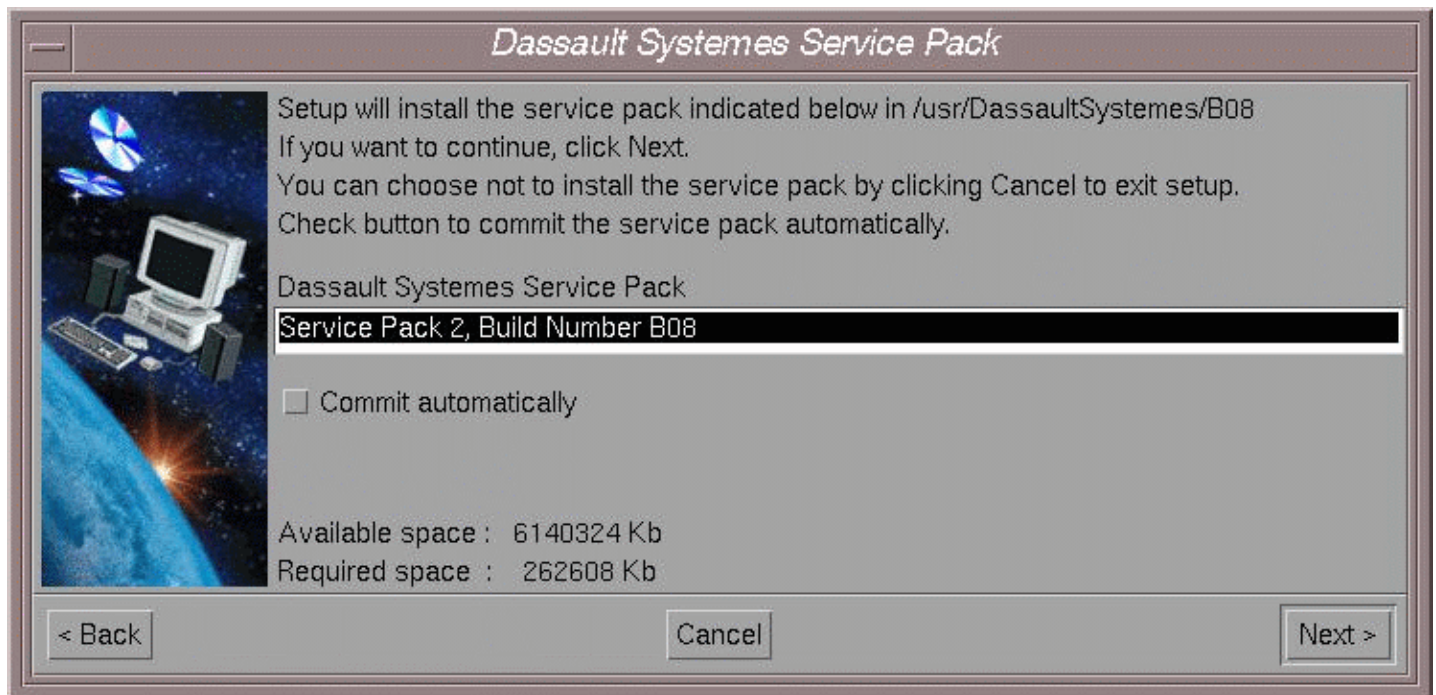 Dassault Systemes Service Pack
Setup will install the service pack indicated below in /usr/DassaultSystemes/B08
If you want to continue, click Next.
You can choose not to install the service pack by clicking Cancel to exit setup.
Check button to commit the service pack automatically.
Dassault Systemes Service Pack
Service Pack 2, Build Number B08
Commit automatically
Available space : 6140324 Kb
Required space : 262608 Kb
< Back
Cancel
Next >